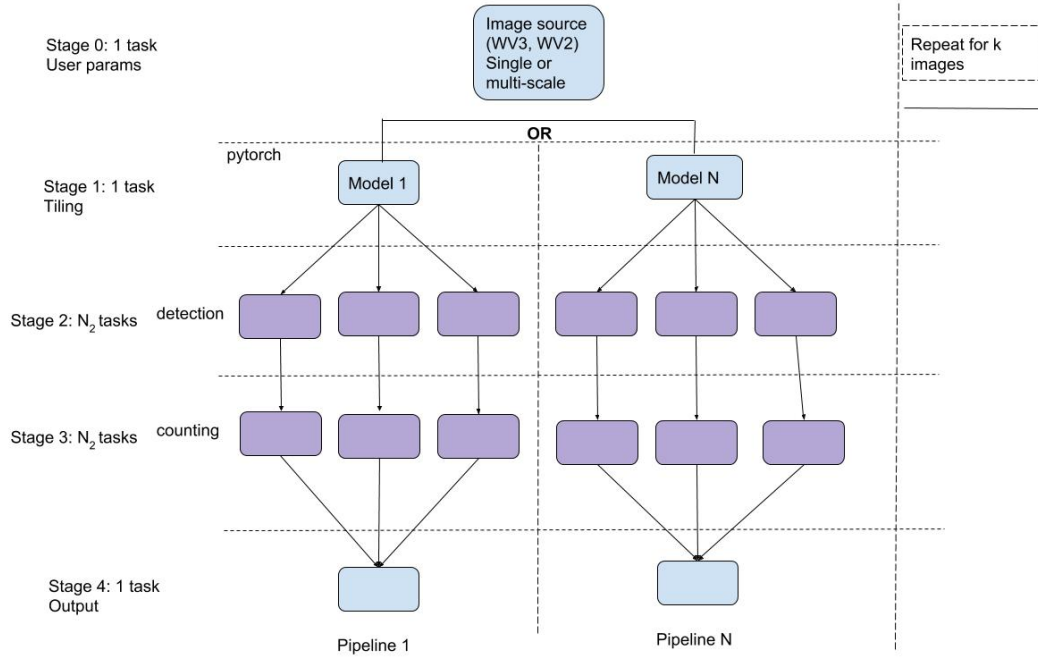 Stage 0: 1 task
User params
Image source
(WV3, WV2)
Single or
multi-scale
Repeat for k
images
OR
pytorch
Stage 1: 1 task
Tiling
Model 1
Model N
Stage 2: N₂ tasks
detection
Stage 3: N₂ tasks
counting
Stage 4: 1 task
Output
Pipeline 1
Pipeline N